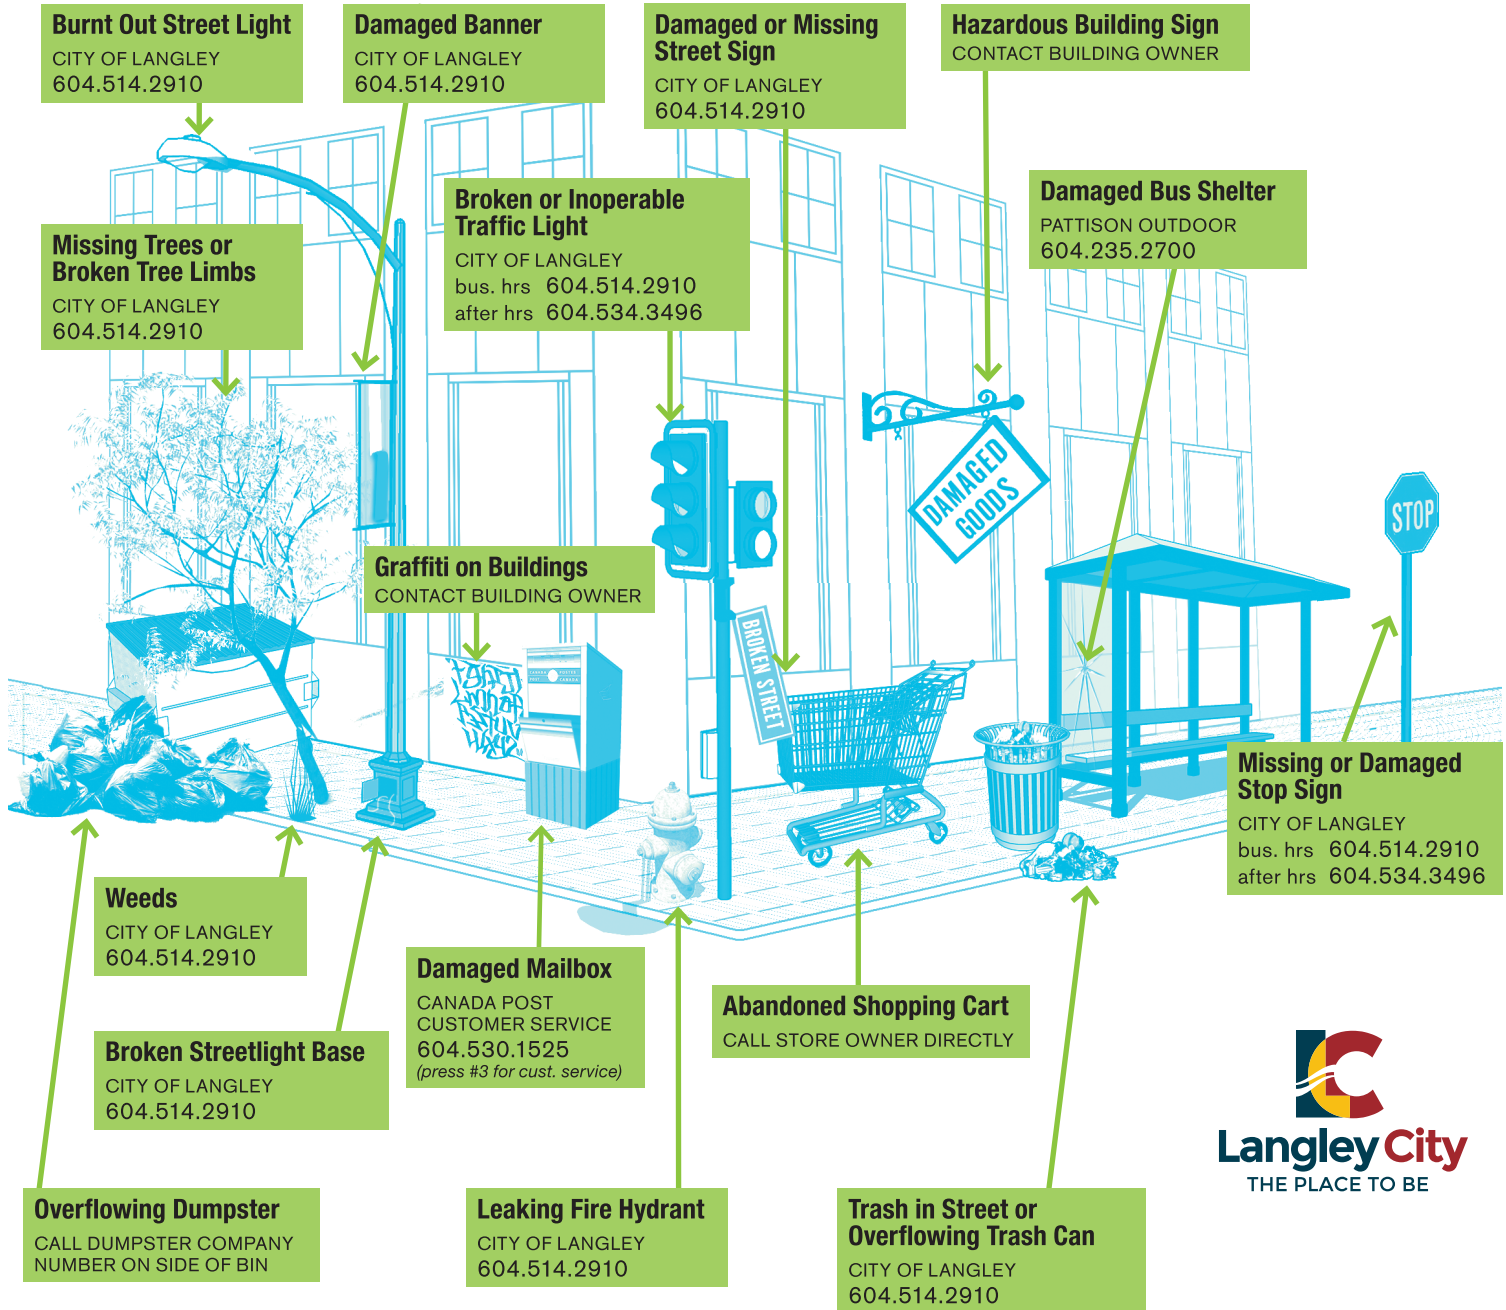 Burnt Out Street Light
CITY OF LANGLEY
604.514.2910
Damaged Banner
CITY OF LANGLEY
604.514.2910
Damaged or Missing
Street Sign
CITY OF LANGLEY
604.514.2910
Hazardous Building Sign
CONTACT BUILDING OWNER
Missing Trees or
Broken Tree Limbs
CITY OF LANGLEY
604.514.2910
Broken or Inoperable
Traffic Light
CITY OF LANGLEY
bus. hrs 604.514.2910
after hrs 604.534.3496
Damaged Bus Shelter
PATTISON OUTDOOR
604.235.2700
DAMAGED
GOODS
STOP
Graffiti on Buildings
CONTACT BUILDING OWNER
BROKEN STREET
Missing or Damaged
Stop Sign
CITY OF LANGLEY
bus. hrs 604.514.2910
after hrs 604.534.3496
Weeds
CITY OF LANGLEY
604.514.2910
Damaged Mailbox
CANADA POST
CUSTOMER SERVICE
604.530.1525
(press #3 for cust. service)
Abandoned Shopping Cart
CALL STORE OWNER DIRECTLY
Broken Streetlight Base
CITY OF LANGLEY
604.514.2910
Langley City
THE PLACE TO BE
Overflowing Dumpster
CALL DUMPSTER COMPANY
NUMBER ON SIDE OF BIN
Leaking Fire Hydrant
CITY OF LANGLEY
604.514.2910
Trash in Street or
Overflowing Trash Can
CITY OF LANGLEY
604.514.2910